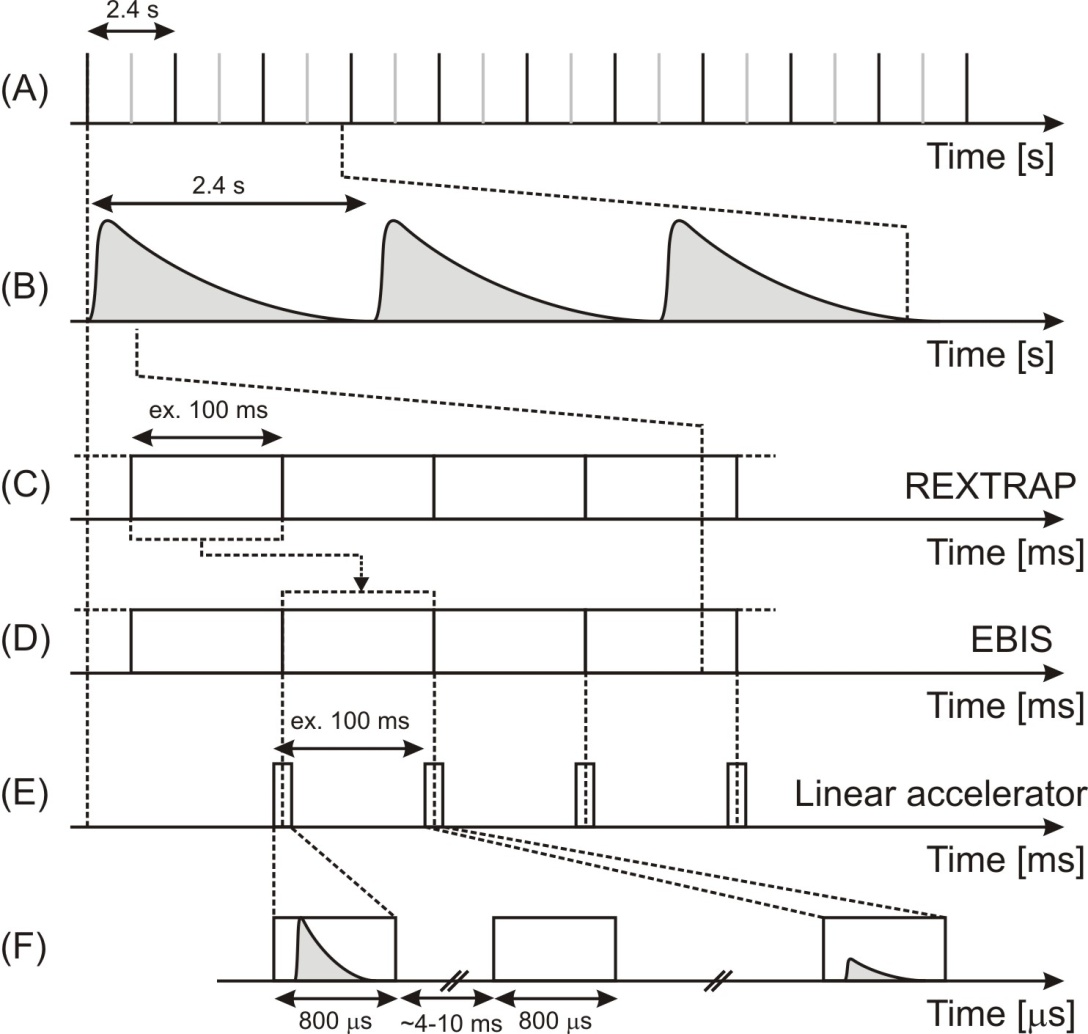 2.4 s
(A)
Time [s]
2.4 s
(B)
Time [s]
ex. 100 ms
(C)
REXTRAP
Time [ms]
(D)
EBIS
Time [ms]
ex. 100 ms
(E)
Linear accelerator
Time [ms]
(F)
800 μs
~4-10 ms
800 μs
Time [μs]